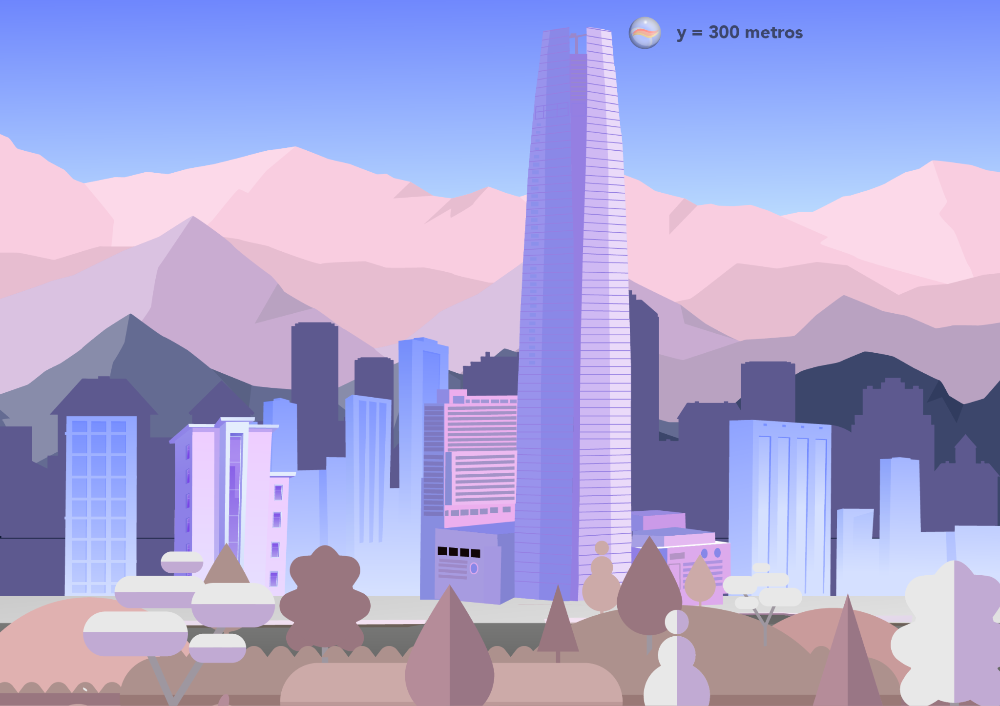 y = 300 metros